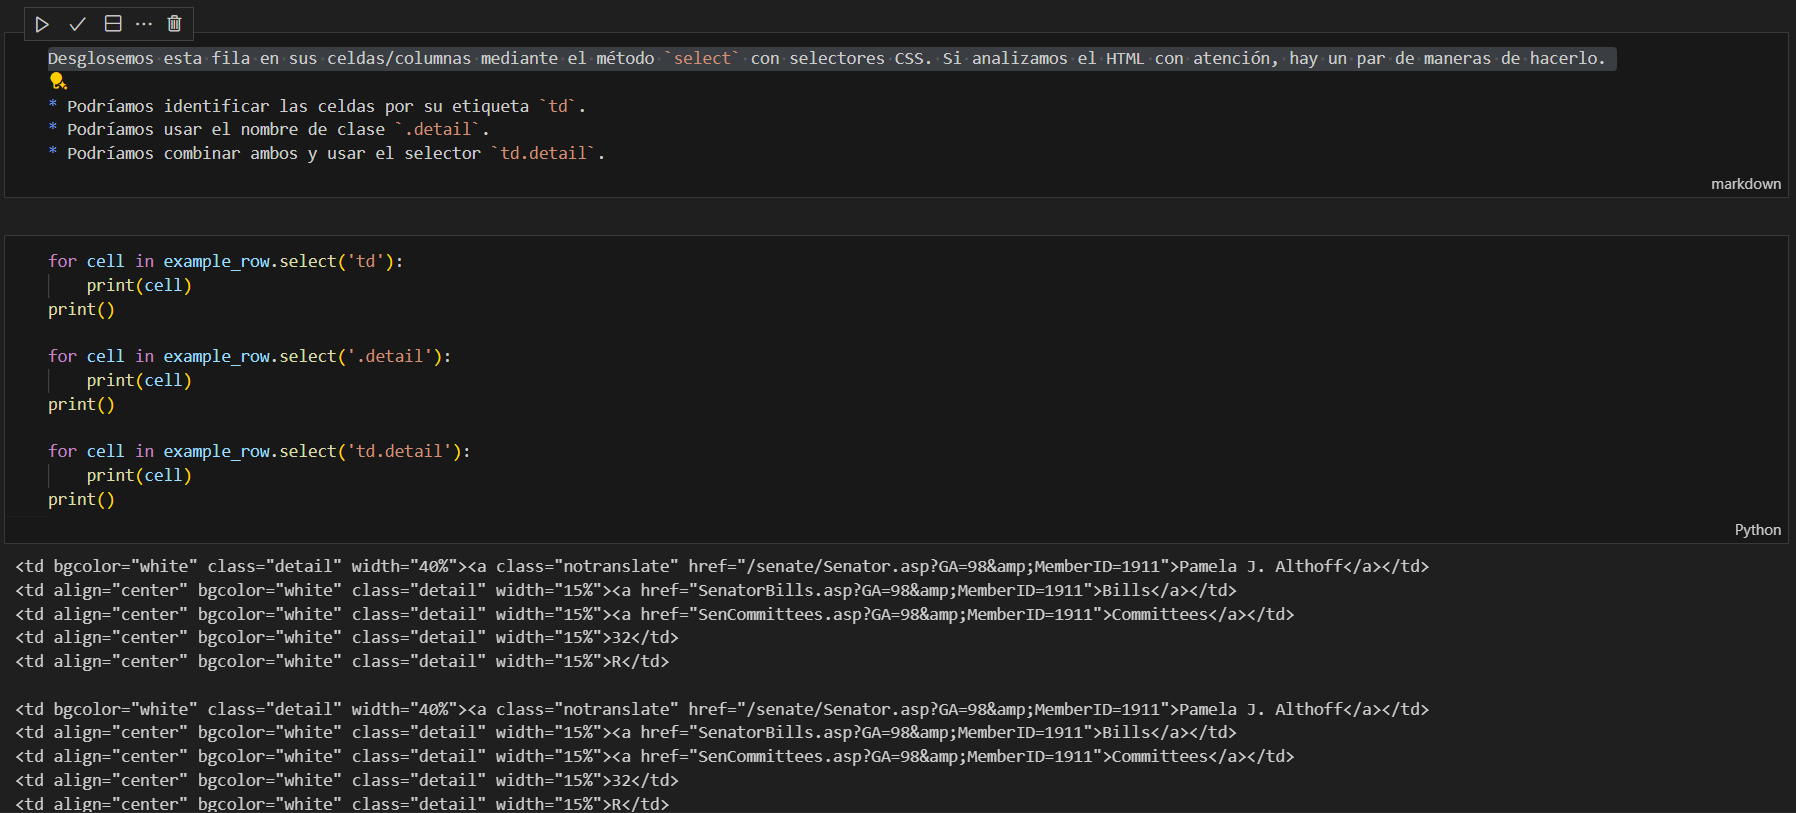 Desglosemos esta fila en sus celdas/columnas mediante el método `select` con selectores CSS. Si analizamos el HTML con atención, hay un par de maneras de hacerlo.
* Podríamos identificar las celdas por su etiqueta `td`.
* Podríamos usar el nombre de clase `.detail`.
* Podríamos combinar ambos y usar el selector `td.detail`.
markdown
for cell in example_row.select('td'):
    print(cell)
print()
for cell in example_row.select('.detail'):
    print(cell)
print()
for cell in example_row.select('td.detail'):
    print(cell)
print()
Python
<td bgcolor="white" class="detail" width="40%"><a class="notranslate" href="/senate/Senator.asp?GA=98&amp;MemberID=1911">Pamela J. Althoff</a></td>
<td align="center" bgcolor="white" class="detail" width="15%"><a href="SenatorBills.asp?GA=98&amp;MemberID=1911">Bills</a></td>
<td align="center" bgcolor="white" class="detail" width="15%"><a href="SenCommittees.asp?GA=98&amp;MemberID=1911">Committees</a></td>
<td align="center" bgcolor="white" class="detail" width="15%">32</td>
<td align="center" bgcolor="white" class="detail" width="15%">R</td>
<td bgcolor="white" class="detail" width="40%"><a class="notranslate" href="/senate/Senator.asp?GA=98&amp;MemberID=1911">Pamela J. Althoff</a></td>
<td align="center" bgcolor="white" class="detail" width="15%"><a href="SenatorBills.asp?GA=98&amp;MemberID=1911">Bills</a></td>
<td align="center" bgcolor="white" class="detail" width="15%"><a href="SenCommittees.asp?GA=98&amp;MemberID=1911">Committees</a></td>
<td align="center" bgcolor="white" class="detail" width="15%">32</td>
<td align="center" bgcolor="white" class="detail" width="15%">R</td>